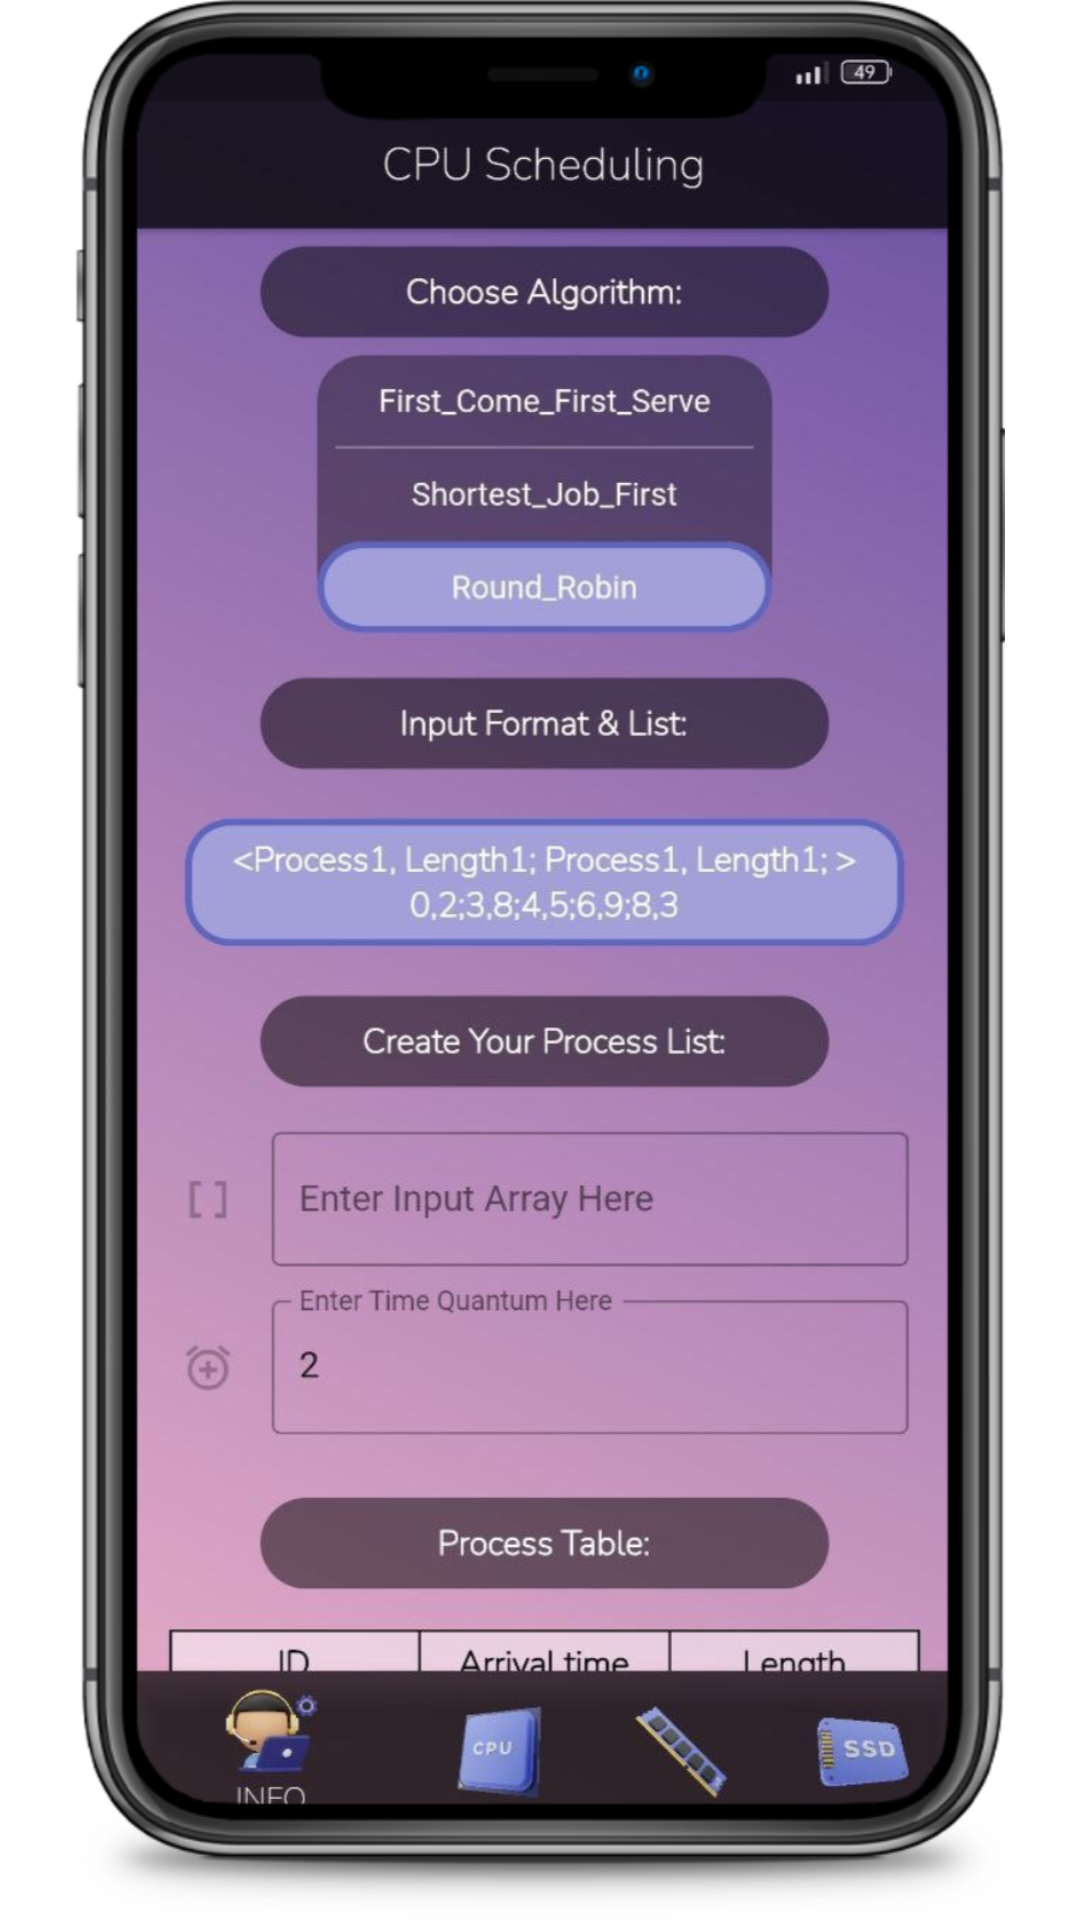 49
CPU Scheduling
Choose Algorithm:
First_Come_First_Serve
Shortest_Job_First
Round_Robin
Input Format & List:
<Process1, Length1; Process1, Length1; >
0,2;3,8;4,5;6,9;8,3
Create Your Process List:
[ ] Enter Input Array Here
Enter Time Quantum Here
2
Process Table:
ID Arrival time Length
CPU SSD
INFO